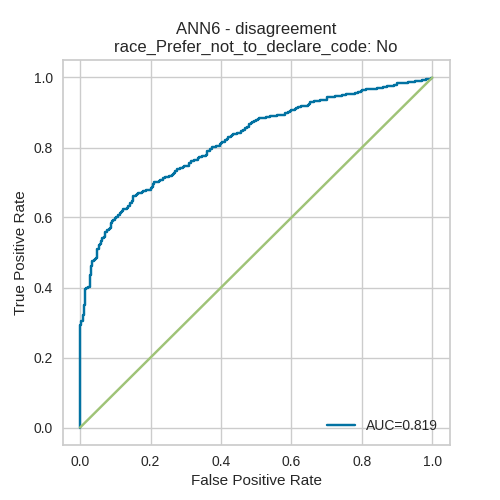 ANN6 - disagreement
race_Prefer_not_to_declare_code: No
1.0
0.8
0.6
0.4
0.2
0.0
True Positive Rate
AUC=0.819
0.0 0.2 0.4 0.6 0.8 1.0
False Positive Rate